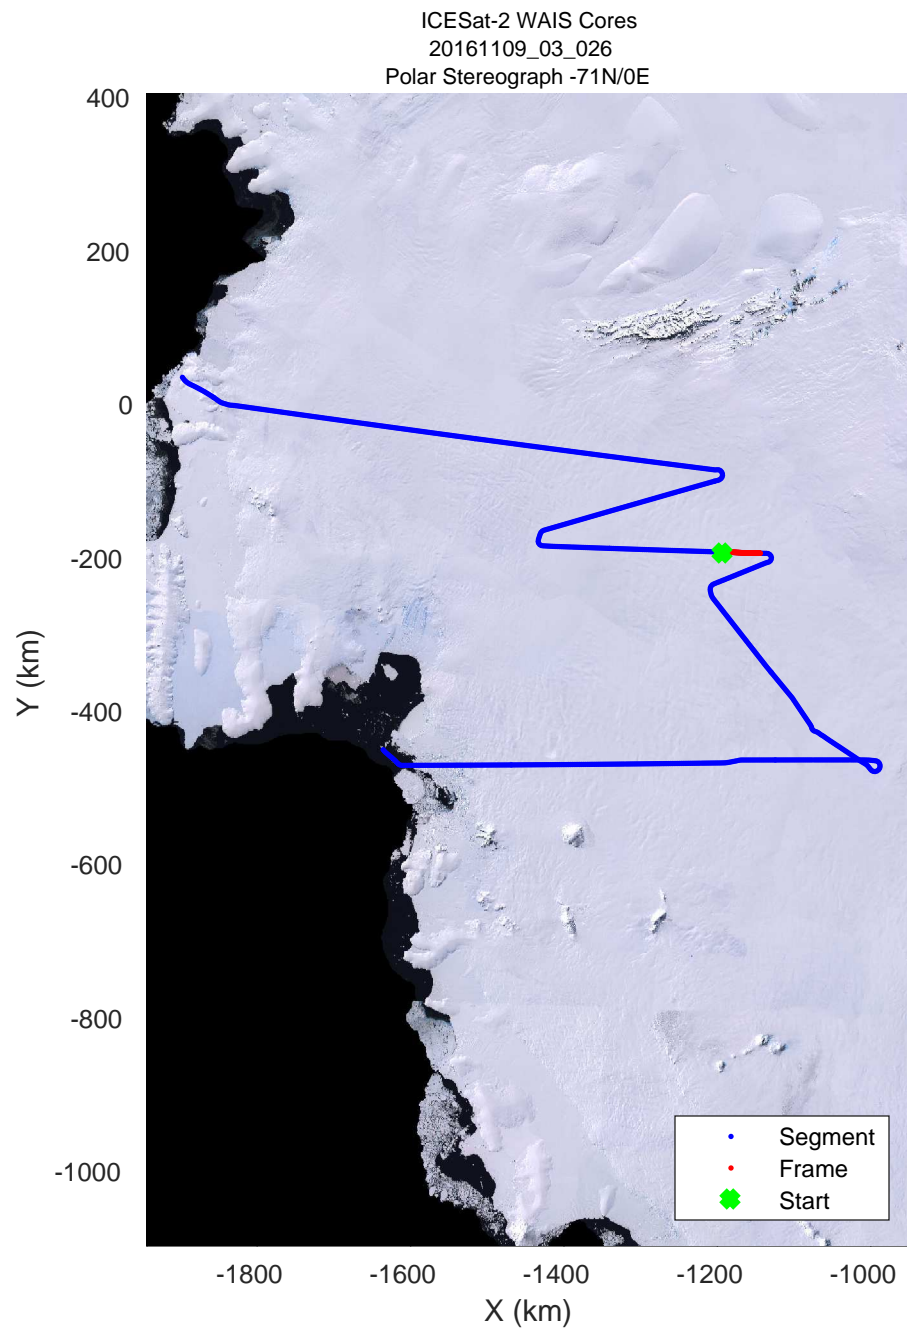 ICESat-2 WAIS Cores
20161109_03_026
Polar Stereograph -71N/0E
400
200
0
-200
-400
-600
-800
-1000
Y (km)
Segment
Frame
Start
-1800
-1600
-1400
-1200
-1000
X (km)